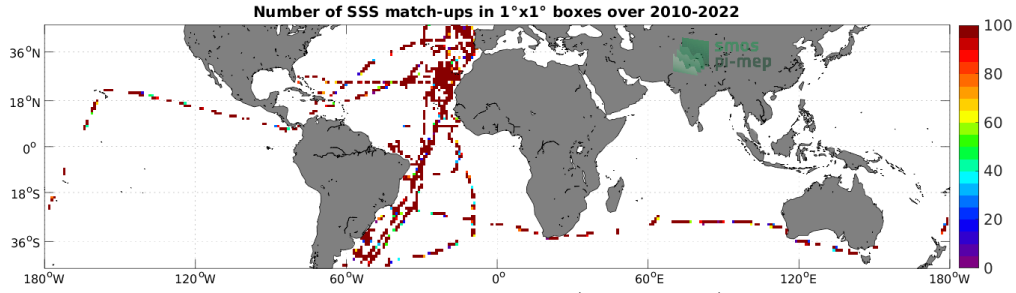 Number of SSS match-ups in 1°x1° boxes over 2010-2022
smos
pi-mep
36°N
18°N
0°
18°S
36°S
180°W
120°W
60°W
0°
60°E
120°E
180°W
100
80
60
40
20
0